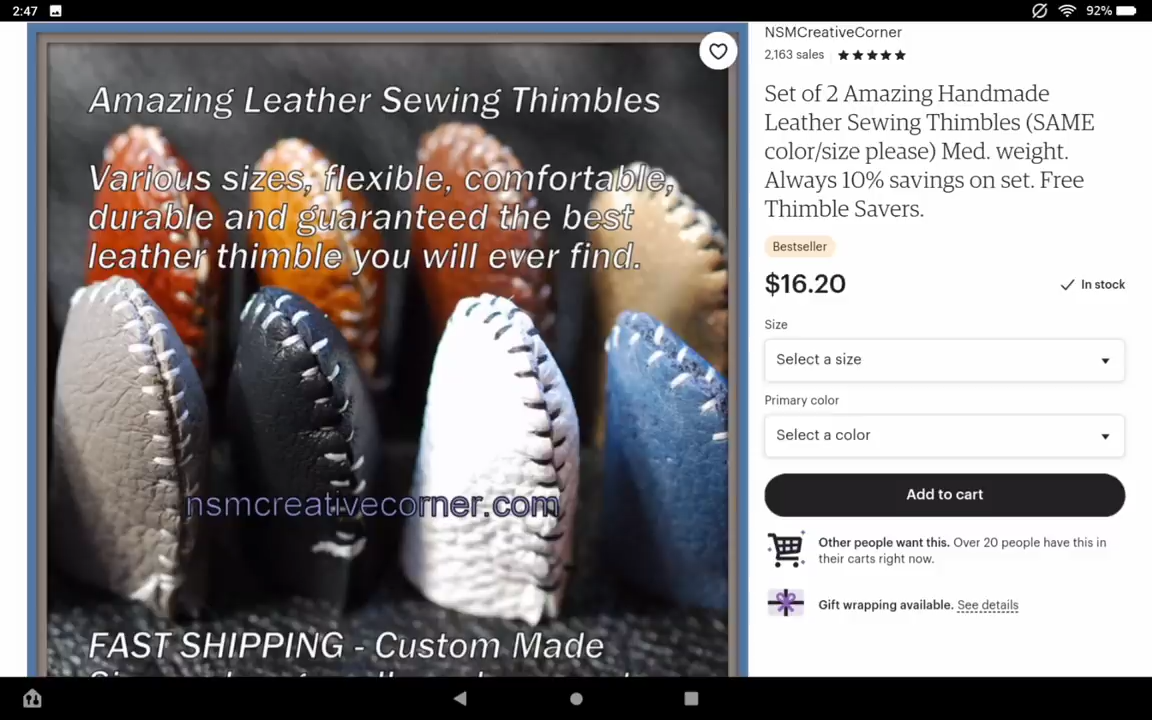 2:47
92%
Amazing Leather Sewing Thimbles
Various sizes, flexible, comfortable,
durable and guaranteed the best
leather thimble you will ever find.
nsmcreativecorner.com
FAST SHIPPING - Custom Made
NSMCreativeCorner
2,163 sales
Set of 2 Amazing Handmade
Leather Sewing Thimbles (SAME
color/size please) Med. weight.
Always 10% savings on set. Free
Thimble Savers.
Bestseller
$16.20
In stock
Size
Select a size
Primary color
Select a color
Add to cart
Other people want this. Over 20 people have this in
their carts right now.
Gift wrapping available. See details